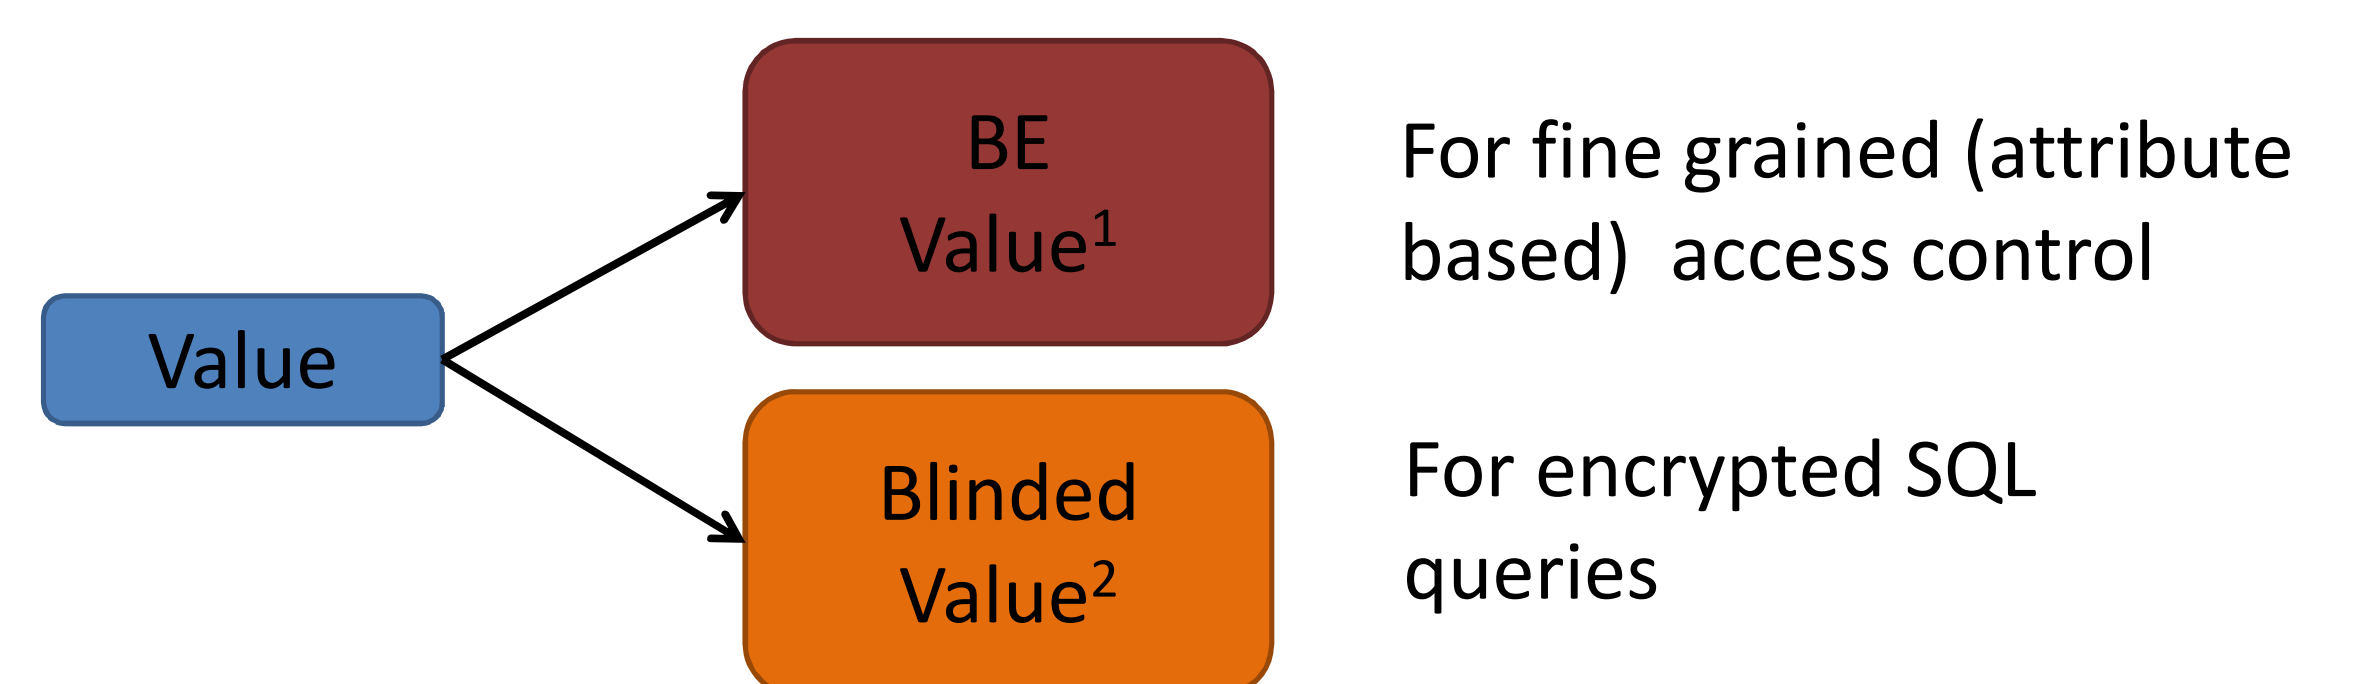 BE
Value¹
For fine grained (attribute
based)  access control
Value
Blinded
Value²
For encrypted SQL
queries